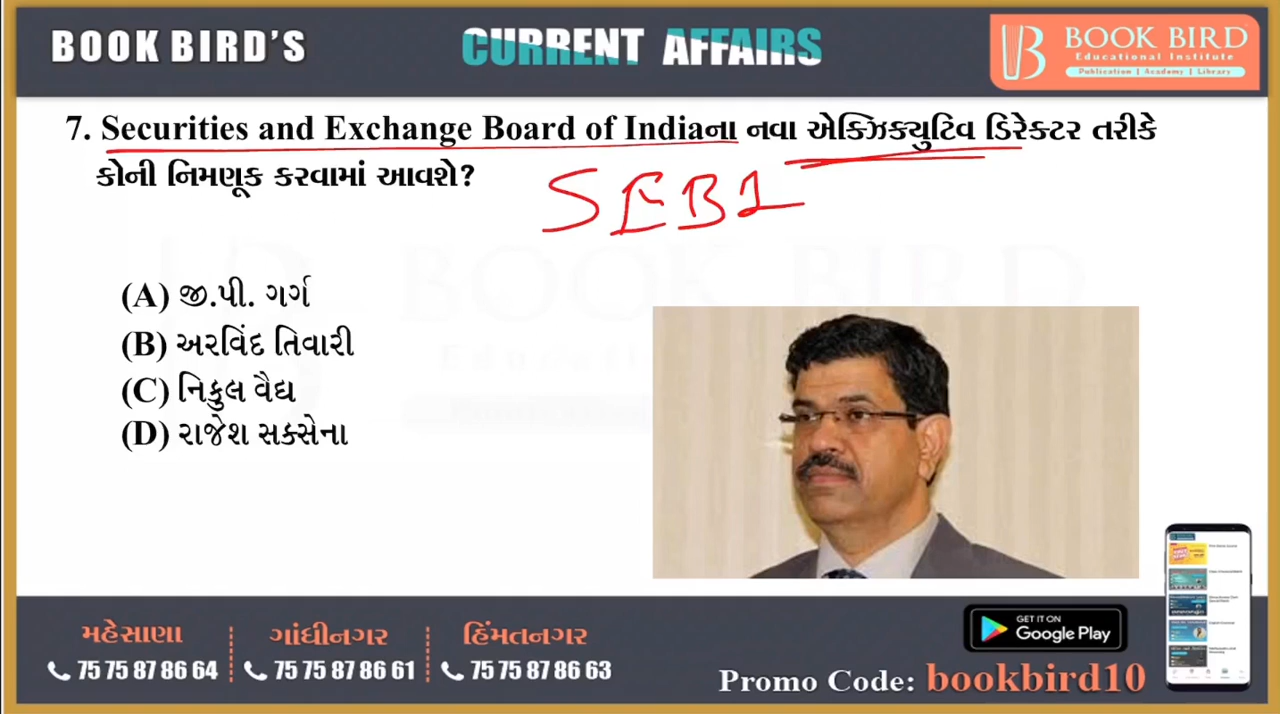 BOOK BIRD'S
CURRENT AFFAIRS
BOOK BIRD
Educational Institute
Publication | Academy | Library
7. Securities and Exchange Board of Indiaના નવા એક્ઝિક્યુટિવ ડિરેક્ટર તરીકે
કોની નિમણૂક કરવામાં આવશે?
SEBI
(A) જી.પી. ગર્ગ
(B) અરવિંદ તિવારી
(C) નિકુલ વૈદ્ય
(D) રાજેશ સક્સેના
BOOK BIRD
મહેસાણા
75 75 87 86 64
ગાંધીનગર
75 75 87 86 61
હિંમતનગર
75 75 87 86 63
GET IT ON
Google Play
Promo Code: bookbird10